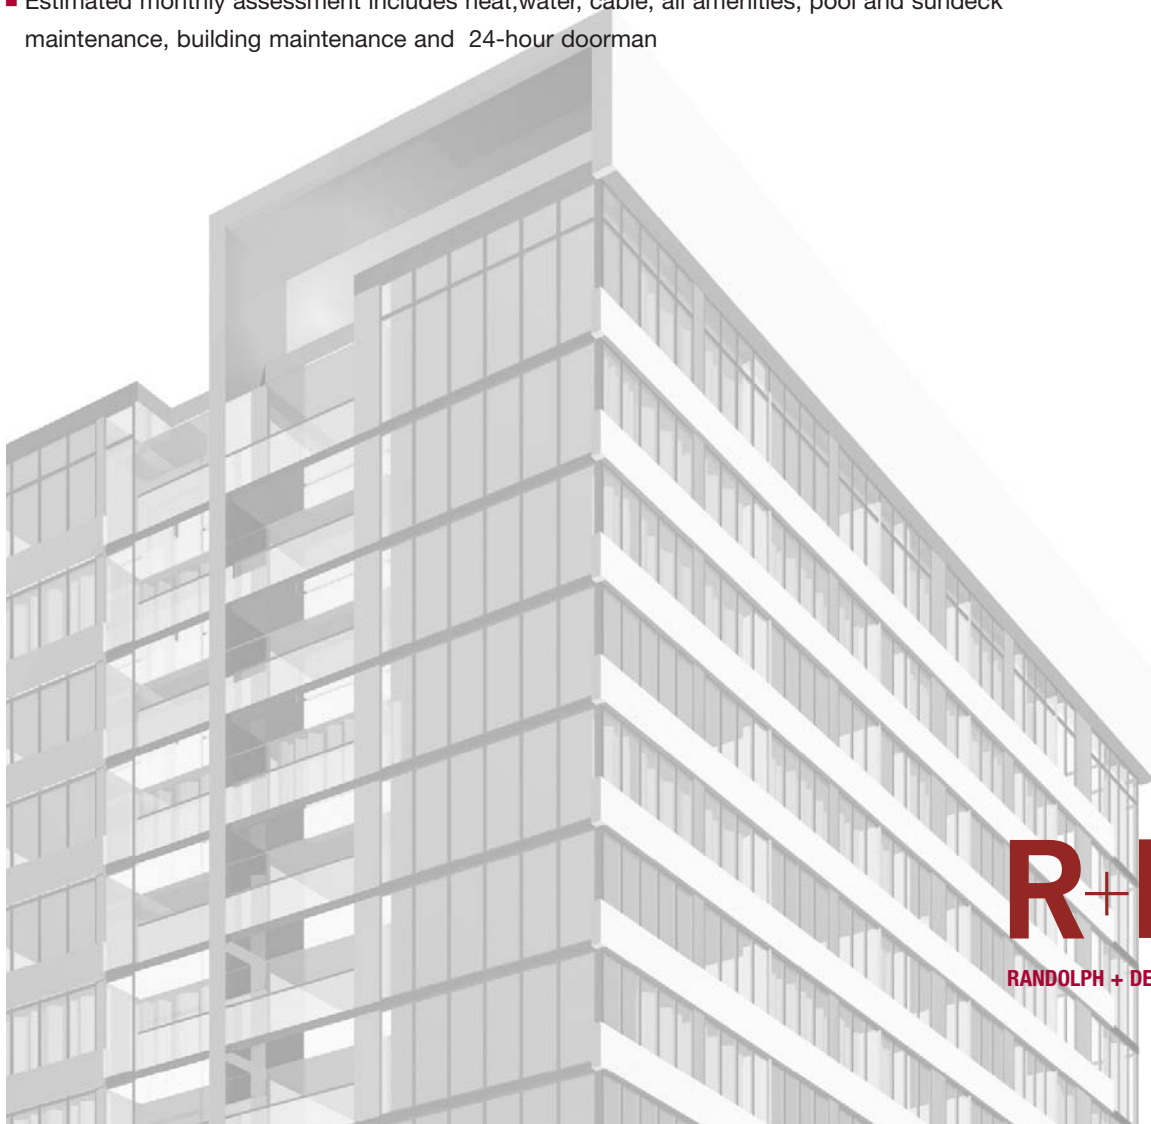 ▪ Estimated monthly assessment includes heat,water, cable, all amenities, pool and sundeck
maintenance, building maintenance and 24-hour doorman
R+
RANDOLPH + DE